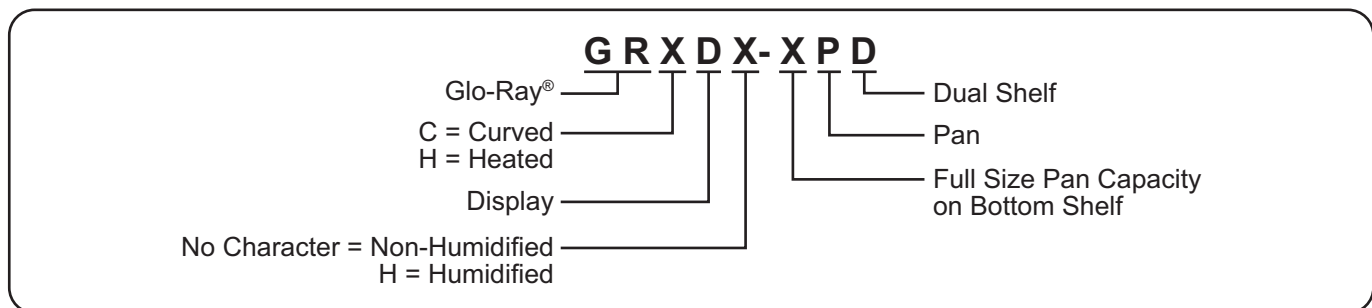 G R X D X- X P D
Glo-Ray®
C = Curved
H = Heated
Display
No Character = Non-Humidified
H = Humidified
Dual Shelf
Pan
Full Size Pan Capacity
on Bottom Shelf